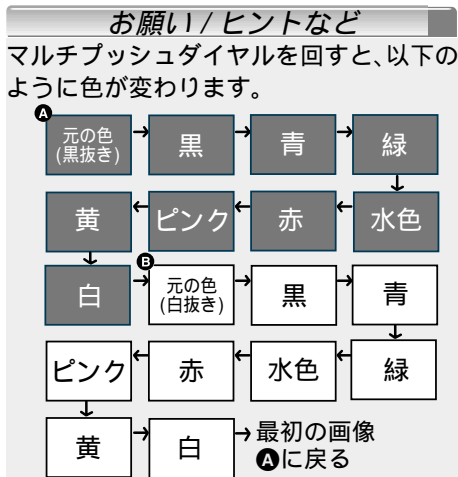 お願い/ヒントなど
マルチプッシュダイヤルを回すと、以下の
ように色が変わります。
A
元の色
(黒抜き)
黒
青
緑
水色
赤
ピンク
黄
白
B
元の色
(白抜き)
黒
青
緑
水色
赤
ピンク
黄
白
最初の画像
Aに戻る